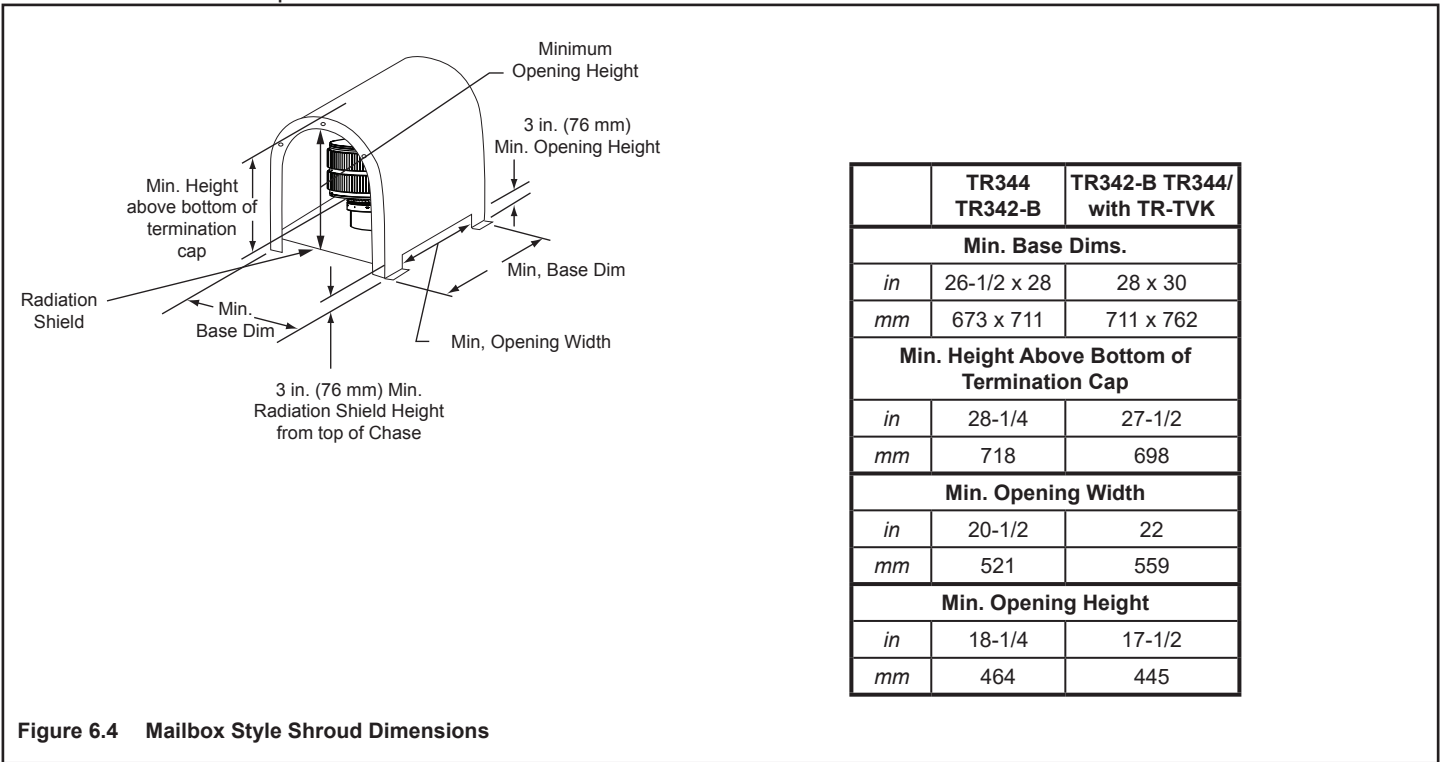 Minimum
Opening Height
3 in. (76 mm)
Min. Opening Height
Min. Height
above bottom of
termination
cap
Min, Base Dim
Radiation
Shield
Min.
Base Dim
Min, Opening Width
3 in. (76 mm) Min.
Radiation Shield Height
from top of Chase
TR344
TR342-B
TR342-B TR344/
with TR-TVK
Min. Base Dims.
in 26-1/2 x 28 28 x 30
mm 673 x 711 711 x 762
Min. Height Above Bottom of
Termination Cap
in 28-1/4 27-1/2
mm 718 698
Min. Opening Width
in 20-1/2 22
mm 521 559
Min. Opening Height
in 18-1/4 17-1/2
mm 464 445
Figure 6.4 Mailbox Style Shroud Dimensions